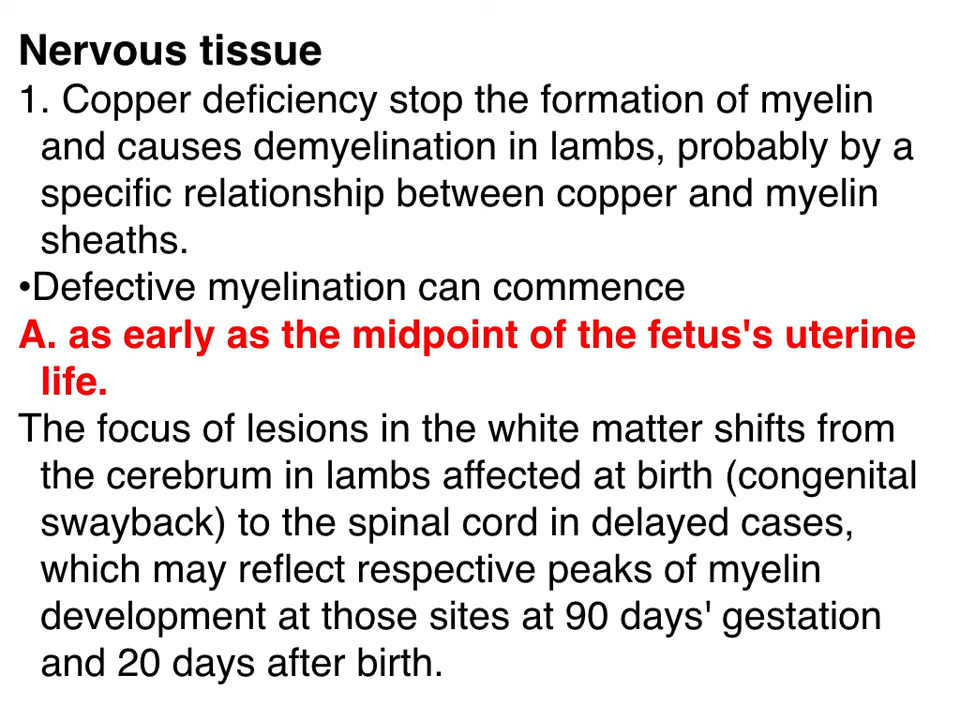 Nervous tissue
1. Copper deficiency stop the formation of myelin
and causes demyelination in lambs, probably by a
specific relationship between copper and myelin
sheaths.
•Defective myelination can commence
A. as early as the midpoint of the fetus's uterine
life.
The focus of lesions in the white matter shifts from
the cerebrum in lambs affected at birth (congenital
swayback) to the spinal cord in delayed cases,
which may reflect respective peaks of myelin
development at those sites at 90 days' gestation
and 20 days after birth.